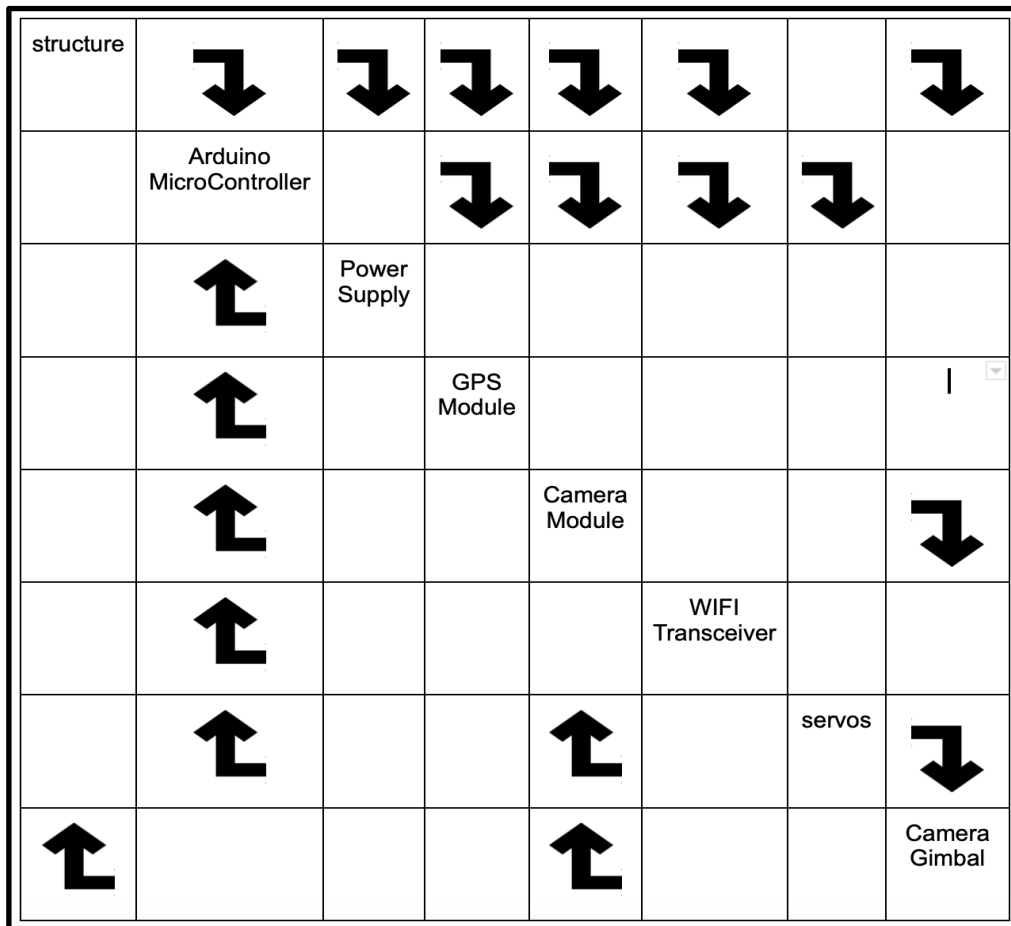 structure
Arduino
MicroController
Power
Supply
GPS
Module
Camera
Module
WIFI
Transceiver
servos
Camera
Gimbal